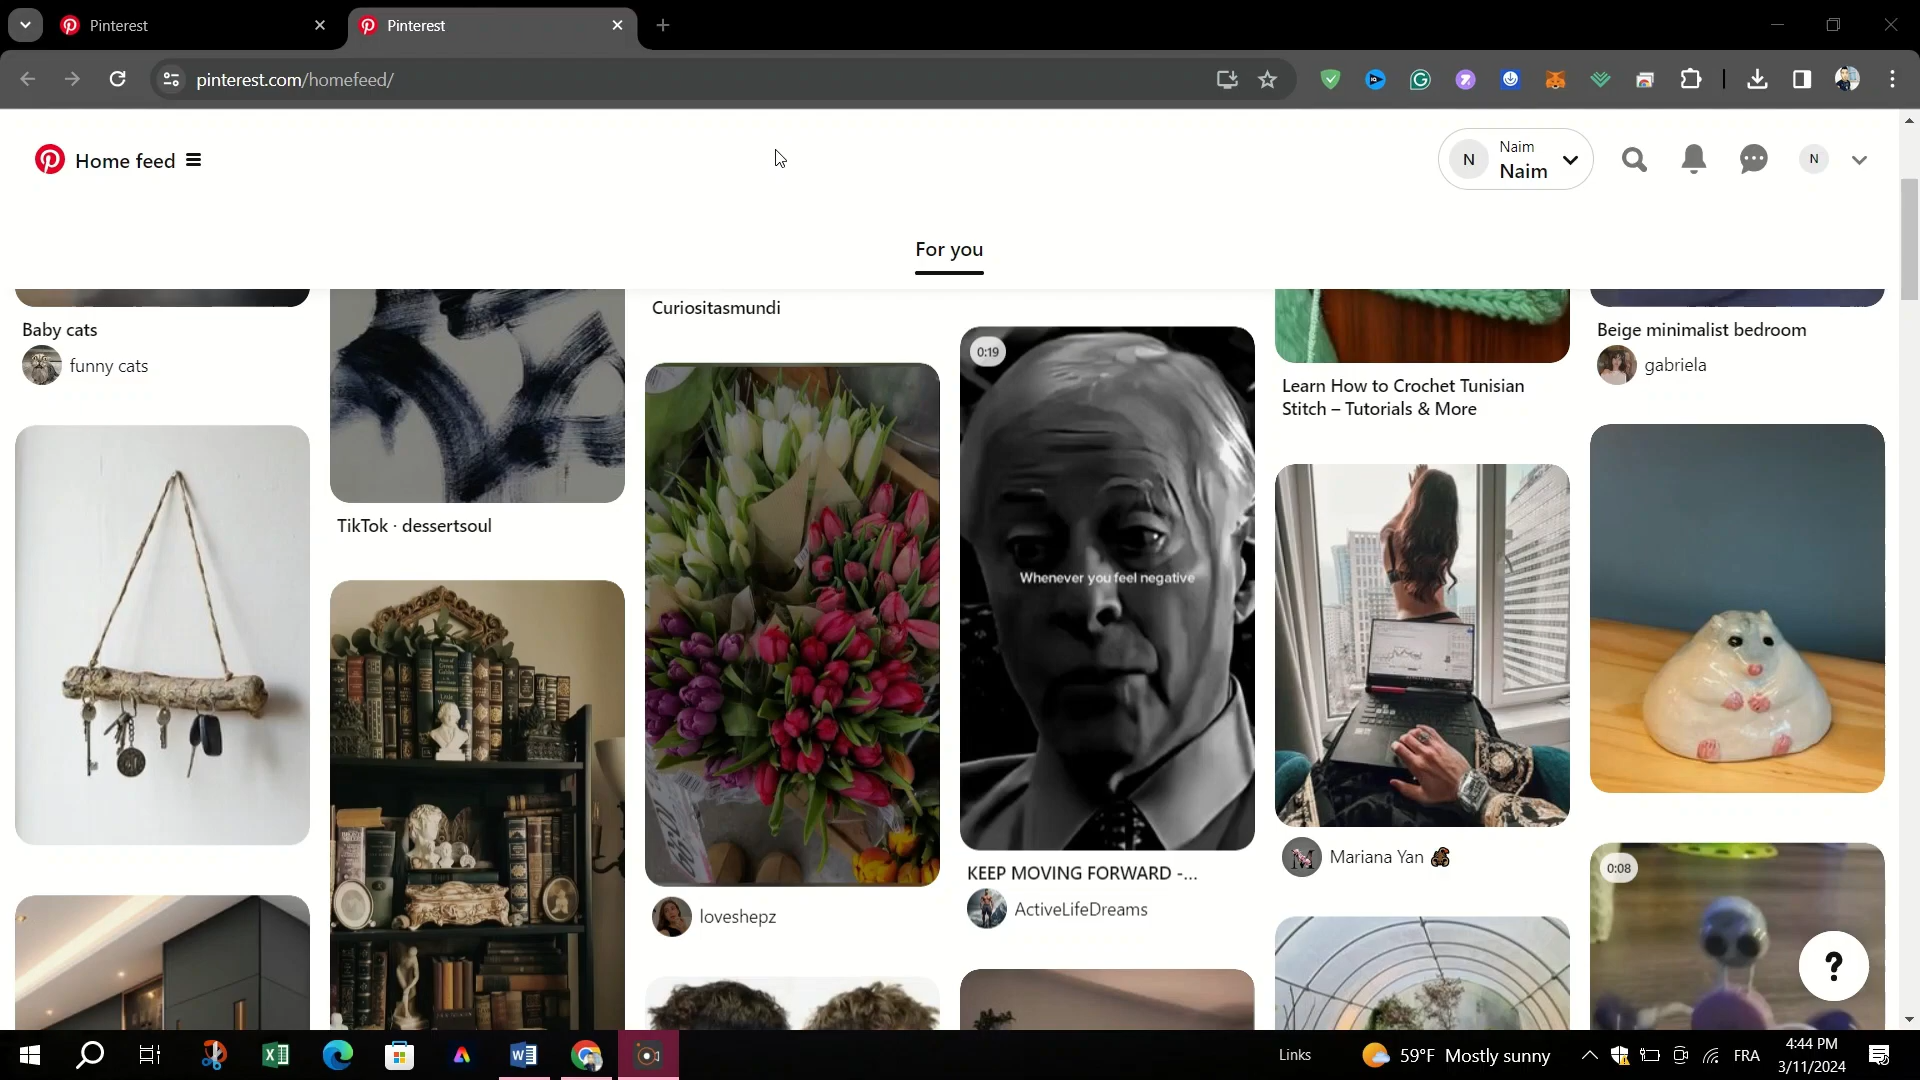 Pinterest
Pinterest
pinterest.com/homefeed/
Home feed
N
Naim
Naim
N
For you
Baby cats
funny cats
TikTok · dessertsoul
Curiositasmundi
loveshepz
0:19
Whenever you feel negative
KEEP MOVING FORWARD -...
ActiveLifeDreams
Learn How to Crochet Tunisian
Stitch – Tutorials & More
Mariana Yan
Beige minimalist bedroom
gabriela
0:08
?
Links
59°F Mostly sunny
FRA
4:44 PM
3/11/2024